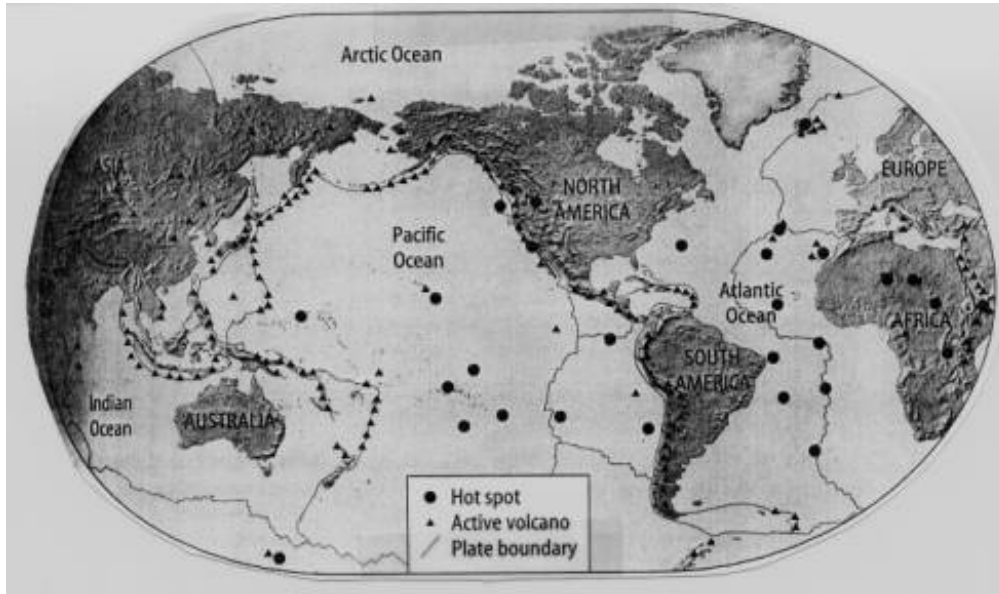 Arctic Ocean
ASIA
NORTH
AMERICA
EUROPE
Pacific
Ocean
Atlantic
Ocean
AFRICA
SOUTH
AMERICA
Indian
Ocean
AUSTRALIA
Hot spot
Active volcano
Plate boundary